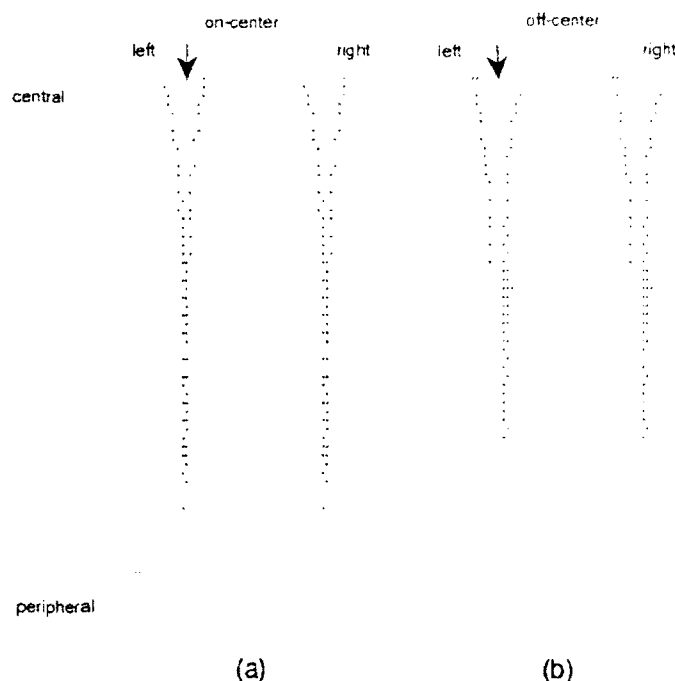 on-center
off-center
left
right
left
right
central
peripheral
(a)
(b)